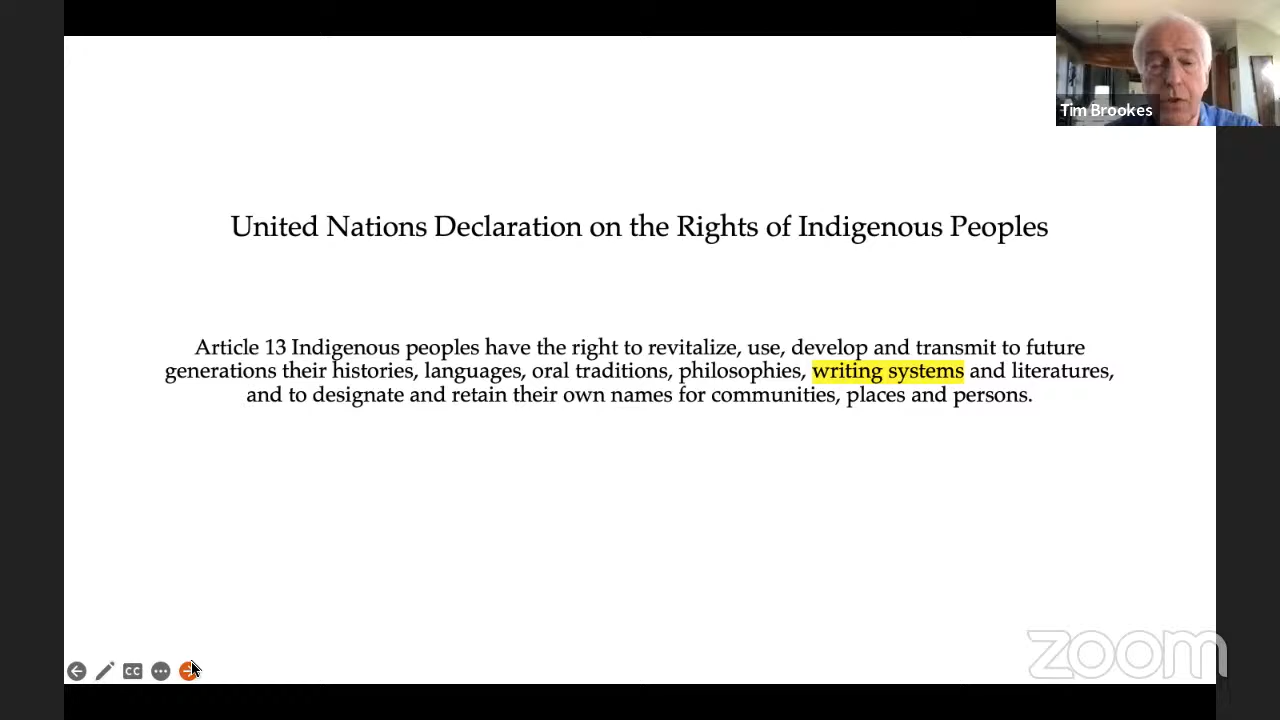 Tim Brookes
United Nations Declaration on the Rights of Indigenous Peoples
Article 13 Indigenous peoples have the right to revitalize, use, develop and transmit to future
generations their histories, languages, oral traditions, philosophies, writing systems and literatures,
and to designate and retain their own names for communities, places and persons.
CC
zoom